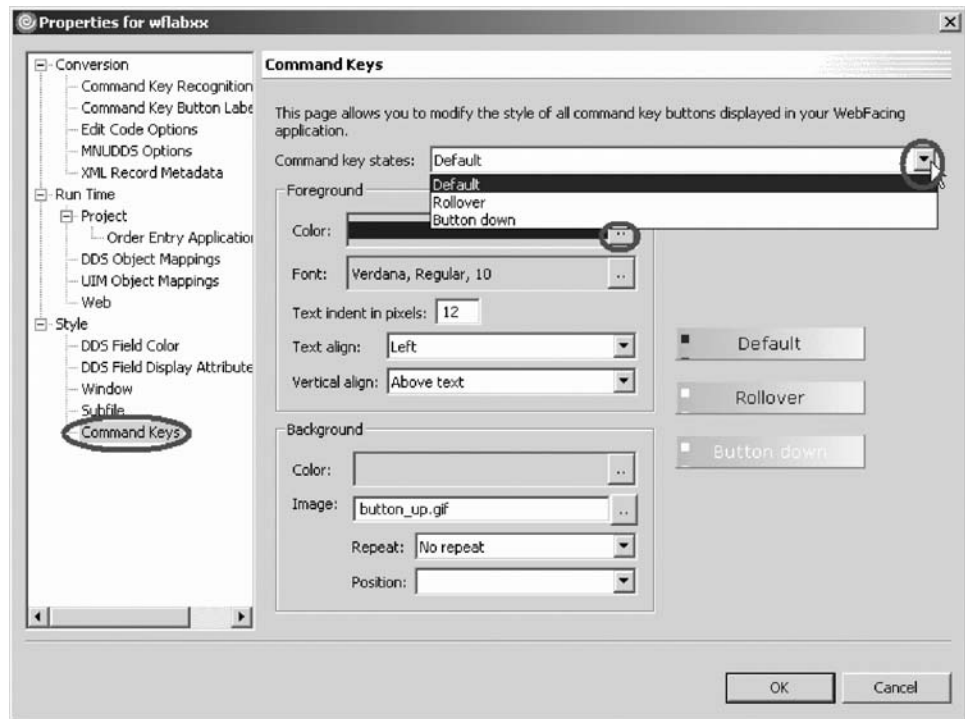 Properties for wflabxx
Conversion
Command Key Recognition
Command Key Button Labe
Edit Code Options
MNUDDS Options
XML Record Metadata
Run Time
Project
Order Entry Application
DDS Object Mappings
UIM Object Mappings
Web
Style
DDS Field Color
DDS Field Display Attribute
Window
Subfile
Command Keys
Command Keys
This page allows you to modify the style of all command key buttons displayed in your WebFacing
application.
Command key states: Default
Default
Rollover
Button down
Foreground
Color: ..
Font: Verdana, Regular, 10 ..
Text indent in pixels: 12
Text align: Left
Vertical align: Above text
Background
Color: ..
Image: button_up.gif ..
Repeat: No repeat
Position:
Default
Rollover
Button down
OK Cancel